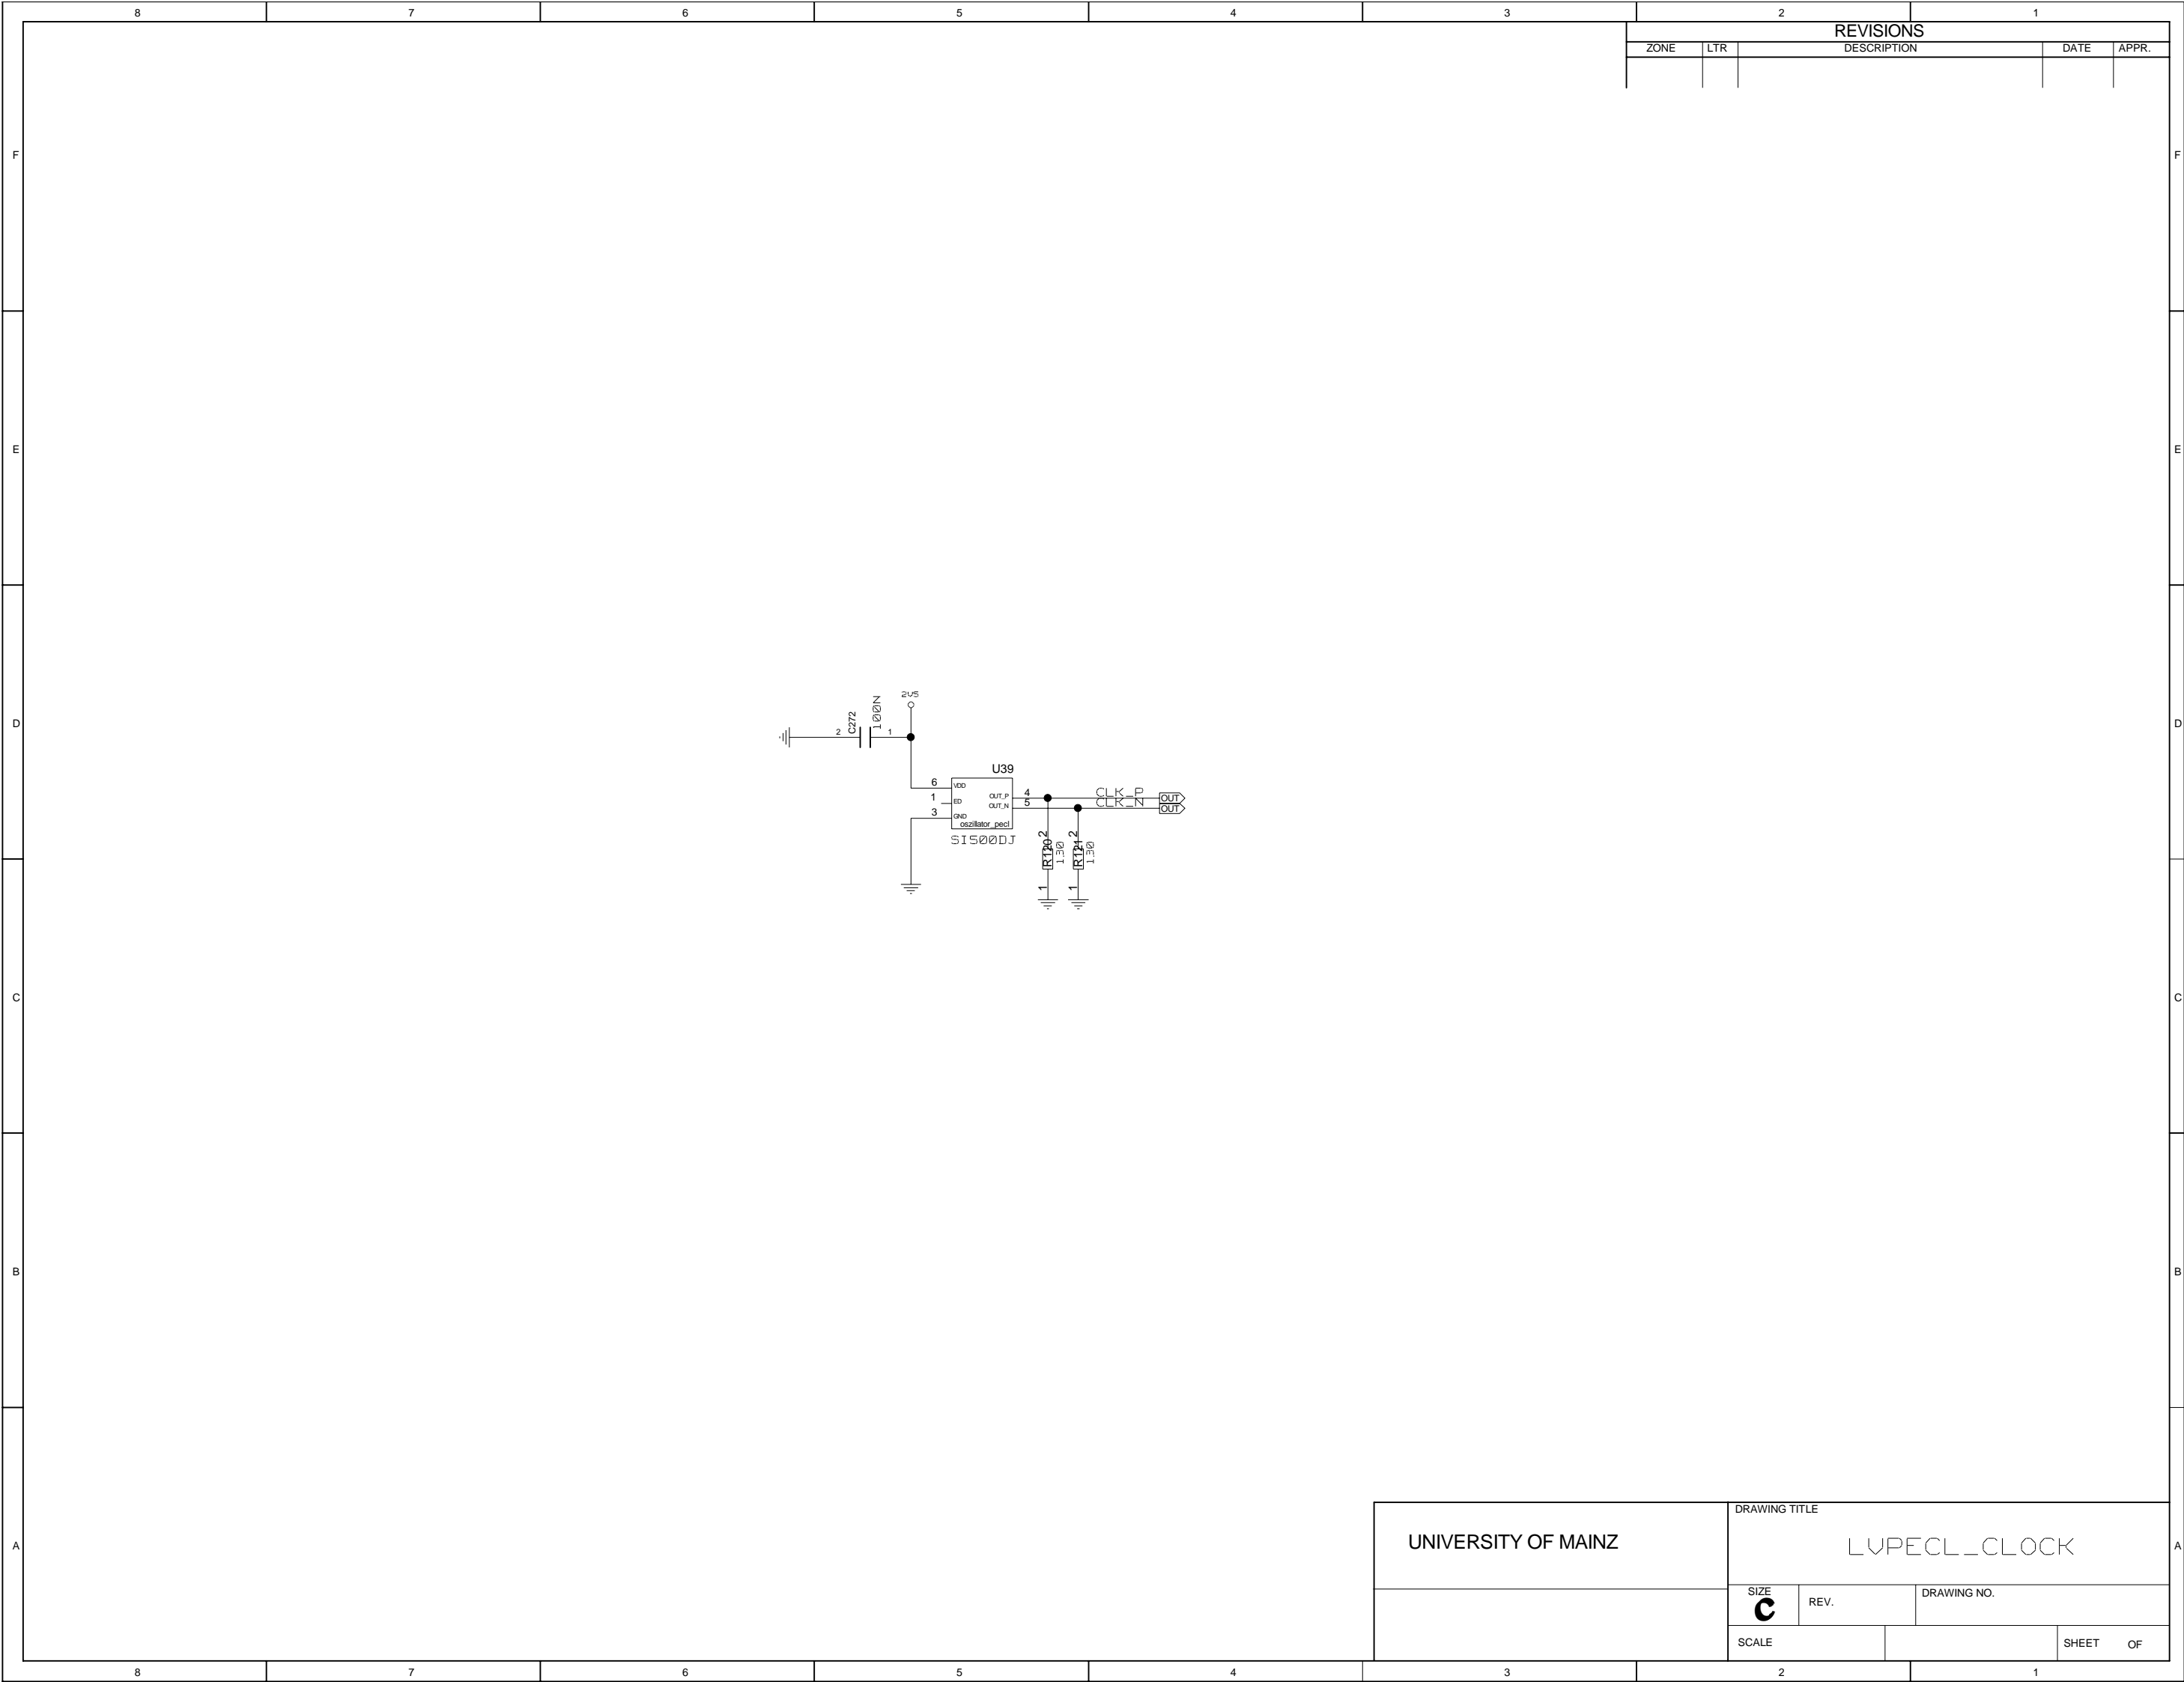 8 7 6 5 4 3 2 1
REVISIONS
ZONE LTR DESCRIPTION DATE APPR.
F F
E E
D D
2V5
C272
100N
2 1
U39
6 VDD
1 ED
3 GND
OUT_P 4
OUT_N 5
oszillator_pecl
SI500DJ
CLK_P OUT
CLK_N OUT
2 2
R120 130
R121 130
1 1
C C
B B
A A
UNIVERSITY OF MAINZ
DRAWING TITLE
LVPECL_CLOCK
SIZE
C
REV.
DRAWING NO.
SCALE
SHEET OF
8 7 6 5 4 3 2 1